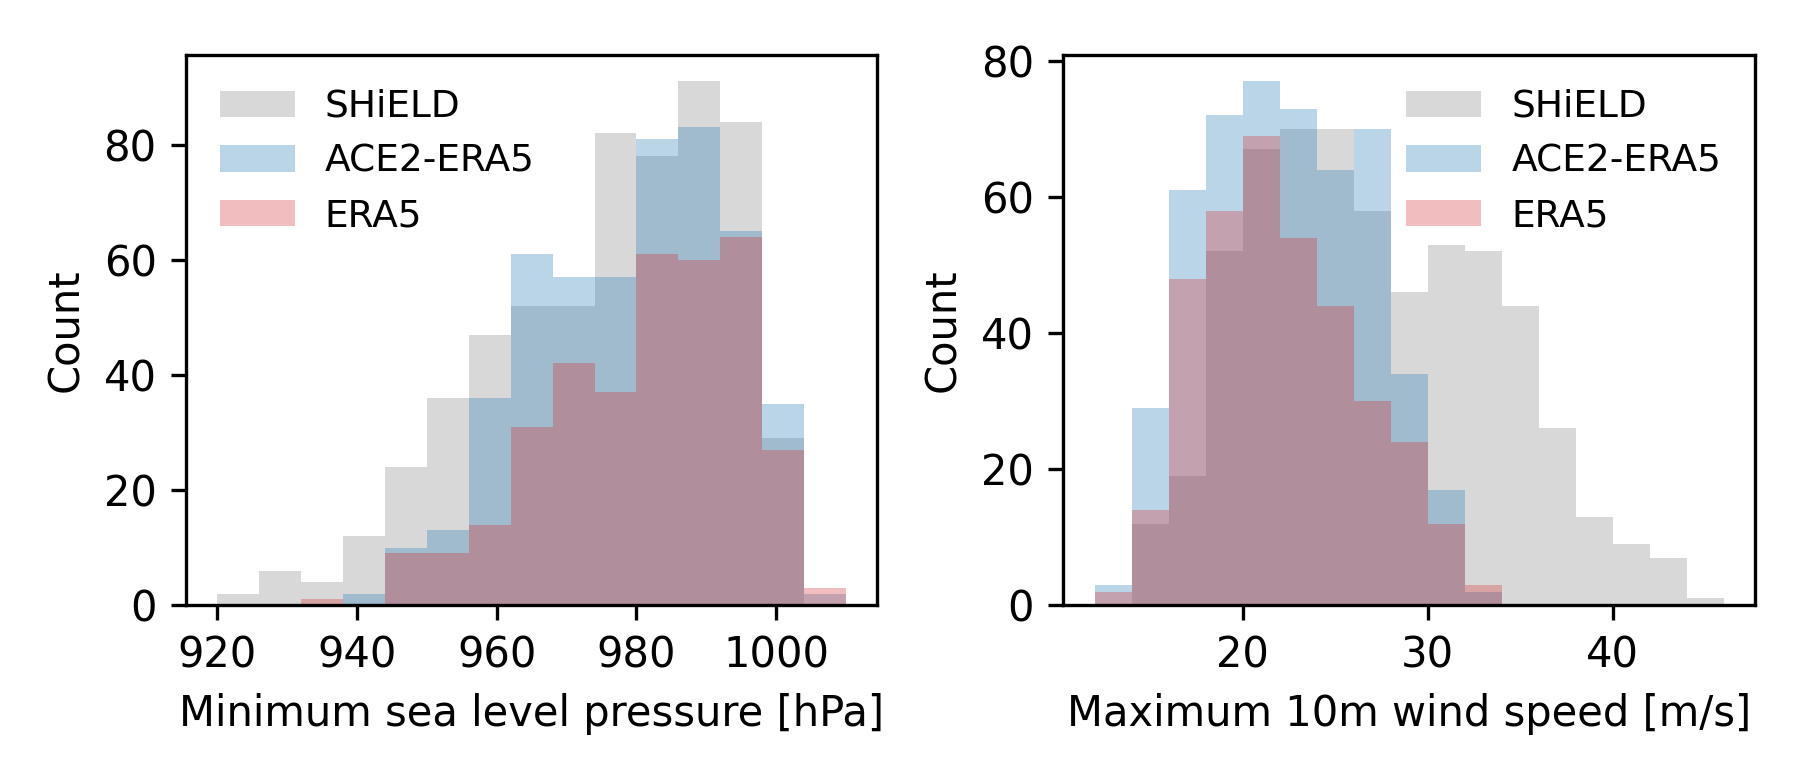 SHiELD
ACE2-ERA5
ERA5
80
60
40
20
0
Count
920 940 960 980 1000
Minimum sea level pressure [hPa]
SHiELD
ACE2-ERA5
ERA5
80
60
40
20
0
Count
20 30 40
Maximum 10m wind speed [m/s]